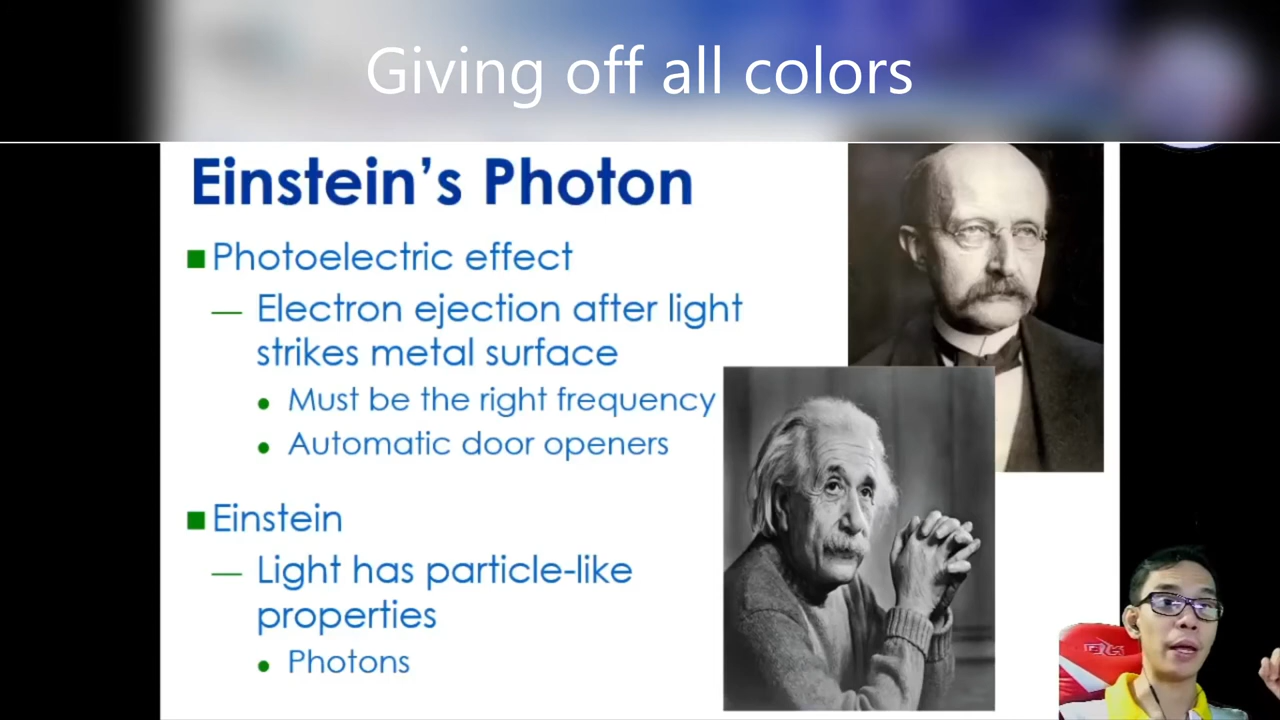 Giving off all colors
Einstein's Photon
Photoelectric effect
— Electron ejection after light
strikes metal surface
• Must be the right frequency
• Automatic door openers
Einstein
— Light has particle-like
properties
• Photons